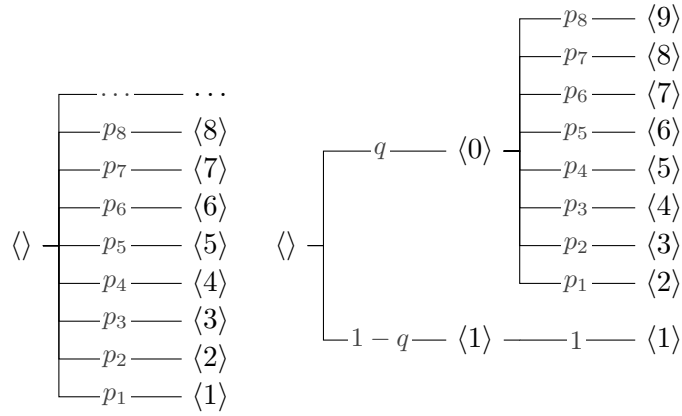 p₈ ⟨9⟩
p₇ ⟨8⟩
… … p₆ ⟨7⟩
p₈ ⟨8⟩ q ⟨0⟩ p₅ ⟨6⟩
p₇ ⟨7⟩ p₄ ⟨5⟩
p₆ ⟨6⟩ p₃ ⟨4⟩
⟨⟩ p₅ ⟨5⟩ ⟨⟩ p₂ ⟨3⟩
p₄ ⟨4⟩ p₁ ⟨2⟩
p₃ ⟨3⟩ 1 − q ⟨1⟩ 1 ⟨1⟩
p₂ ⟨2⟩
p₁ ⟨1⟩